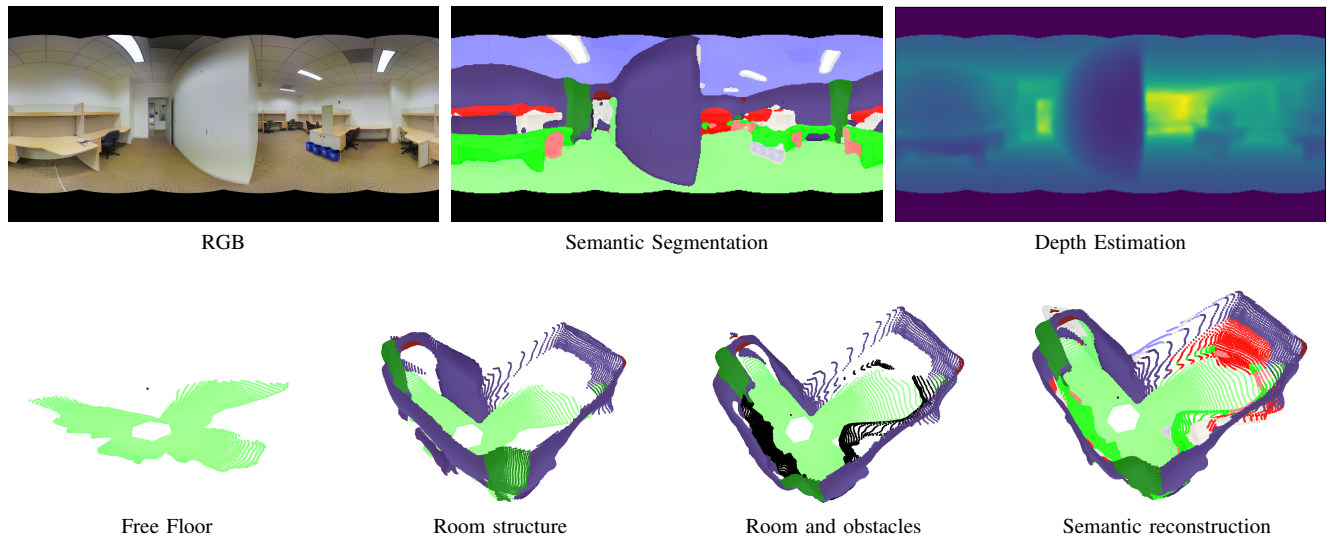 RGB
Semantic Segmentation
Depth Estimation
Free Floor
Room structure
Room and obstacles
Semantic reconstruction